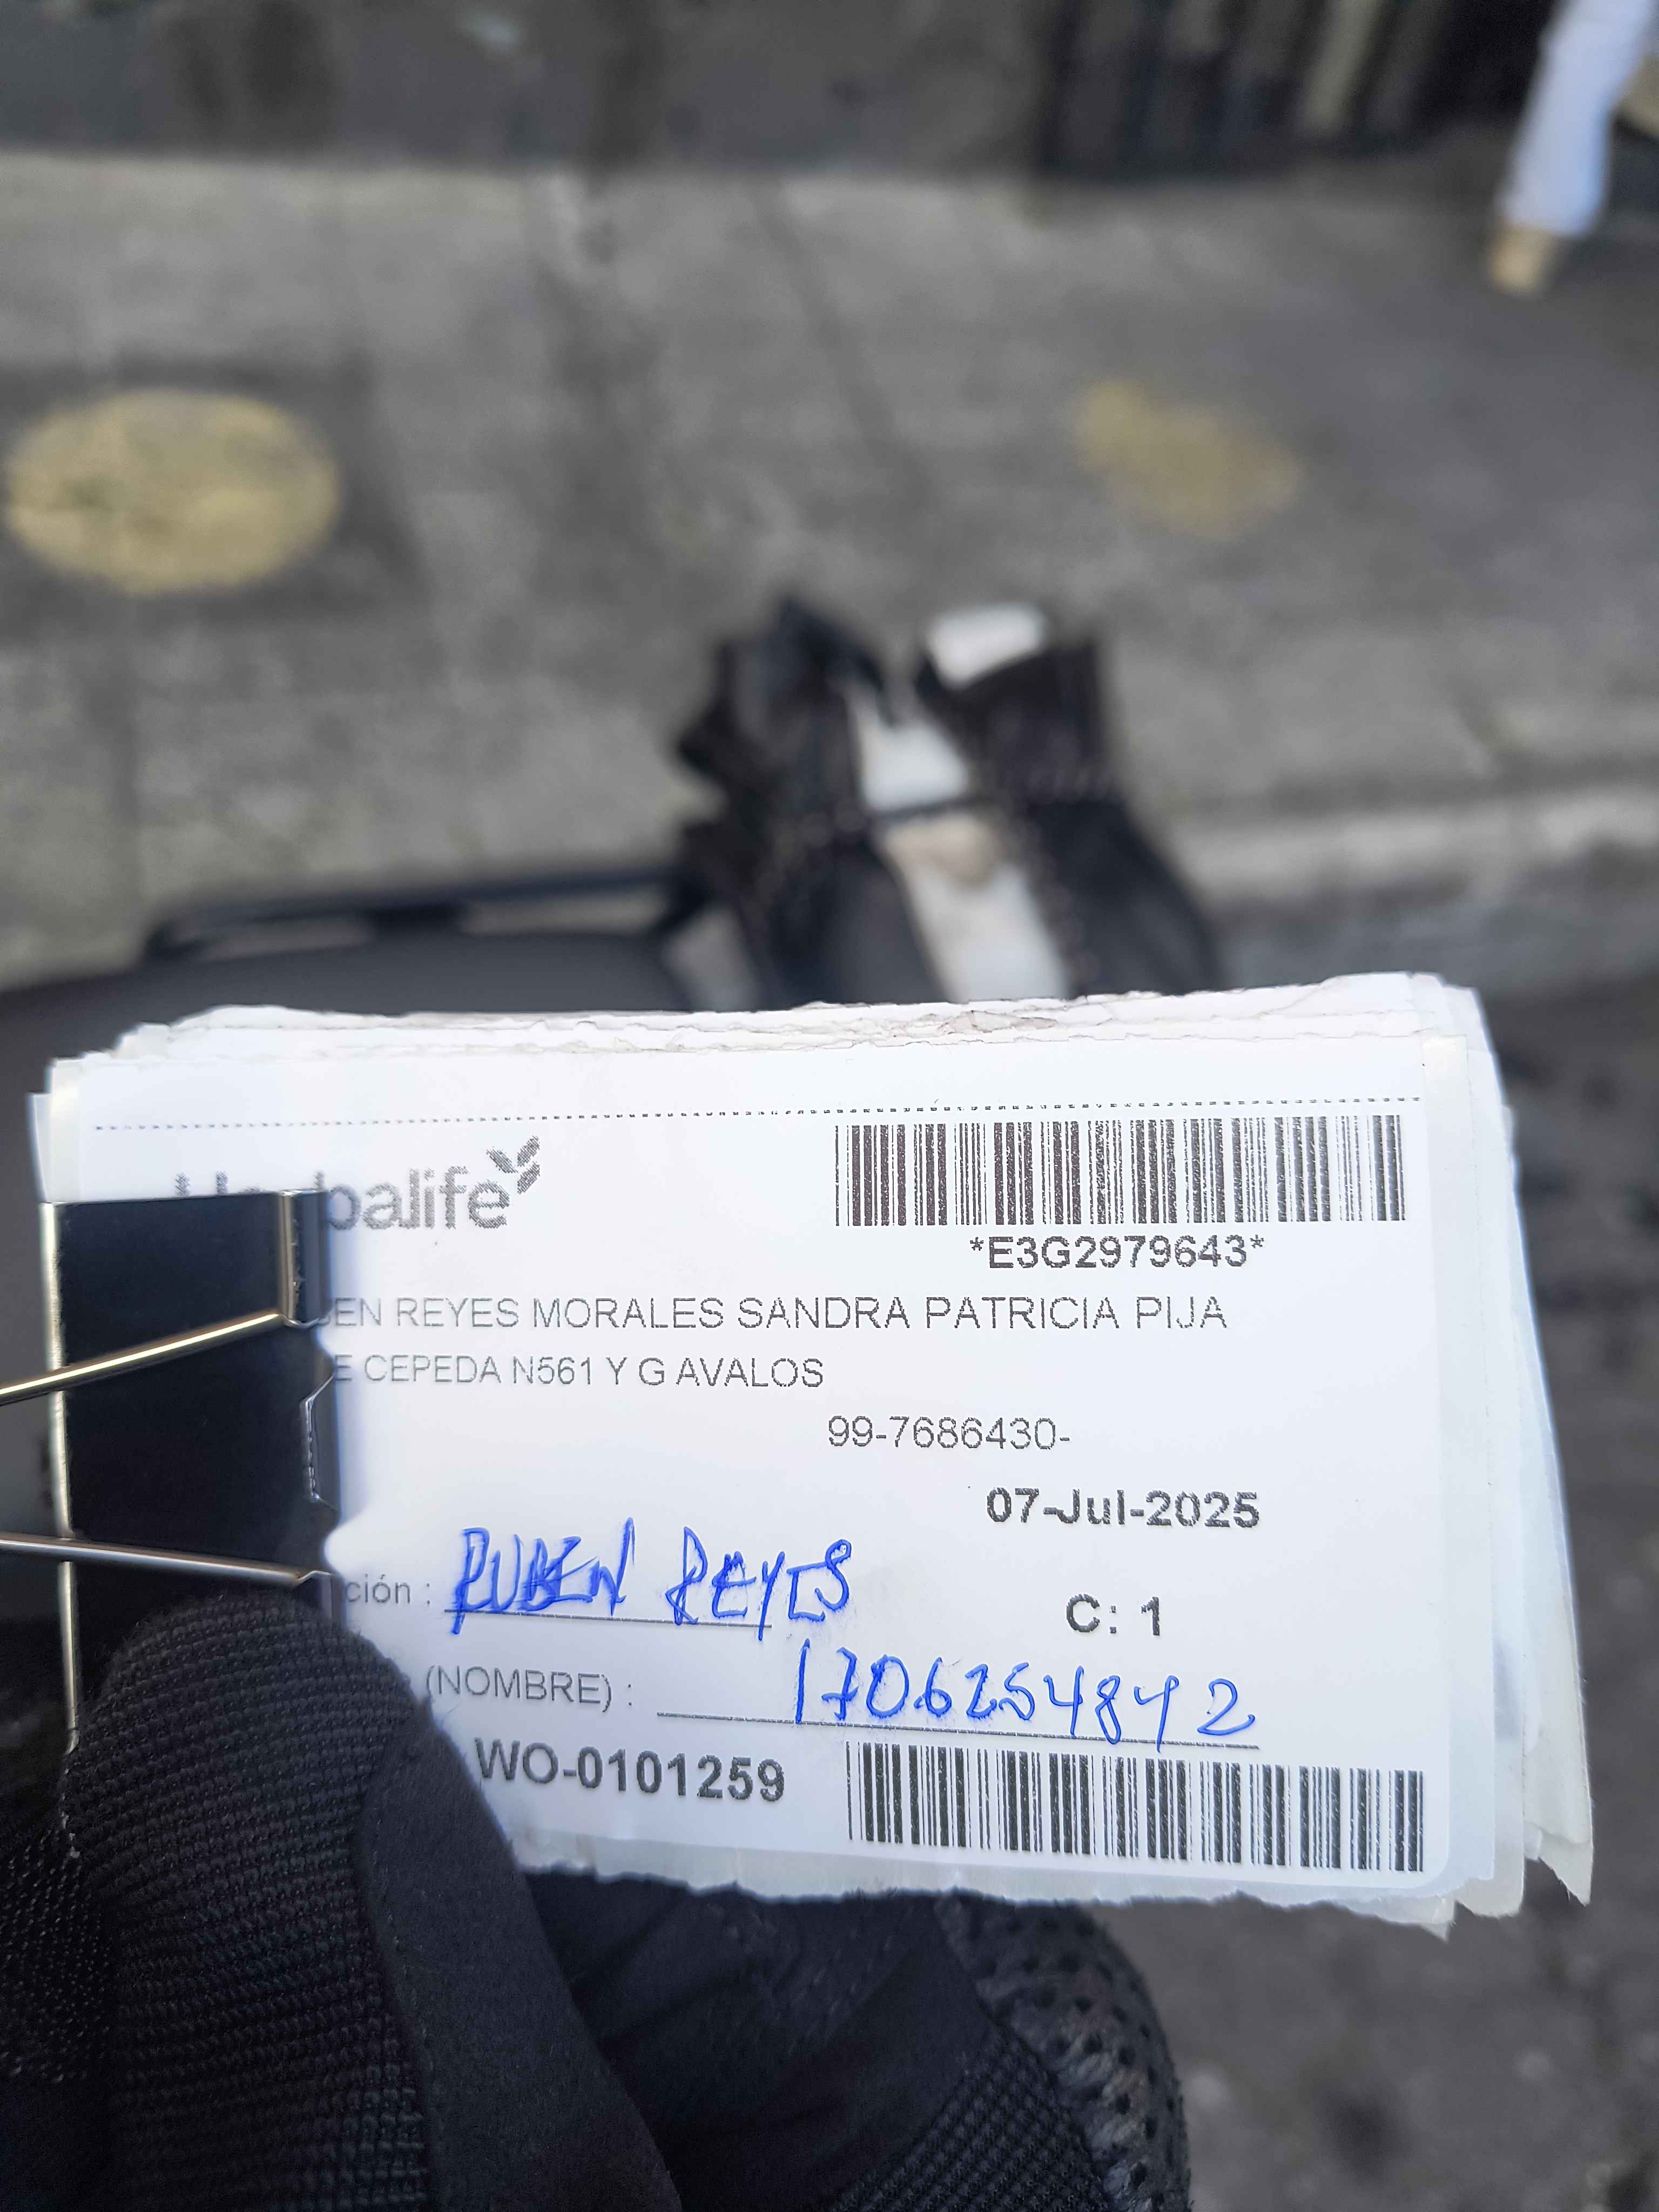 Herbalife
*E3G2979643*
BEN REYES MORALES SANDRA PATRICIA PIJA
E CEPEDA N561 Y G AVALOS
99-7686430-
07-Jul-2025
ción : RUBEN REYES
C: 1
(NOMBRE) : 1706254842
WO-0101259